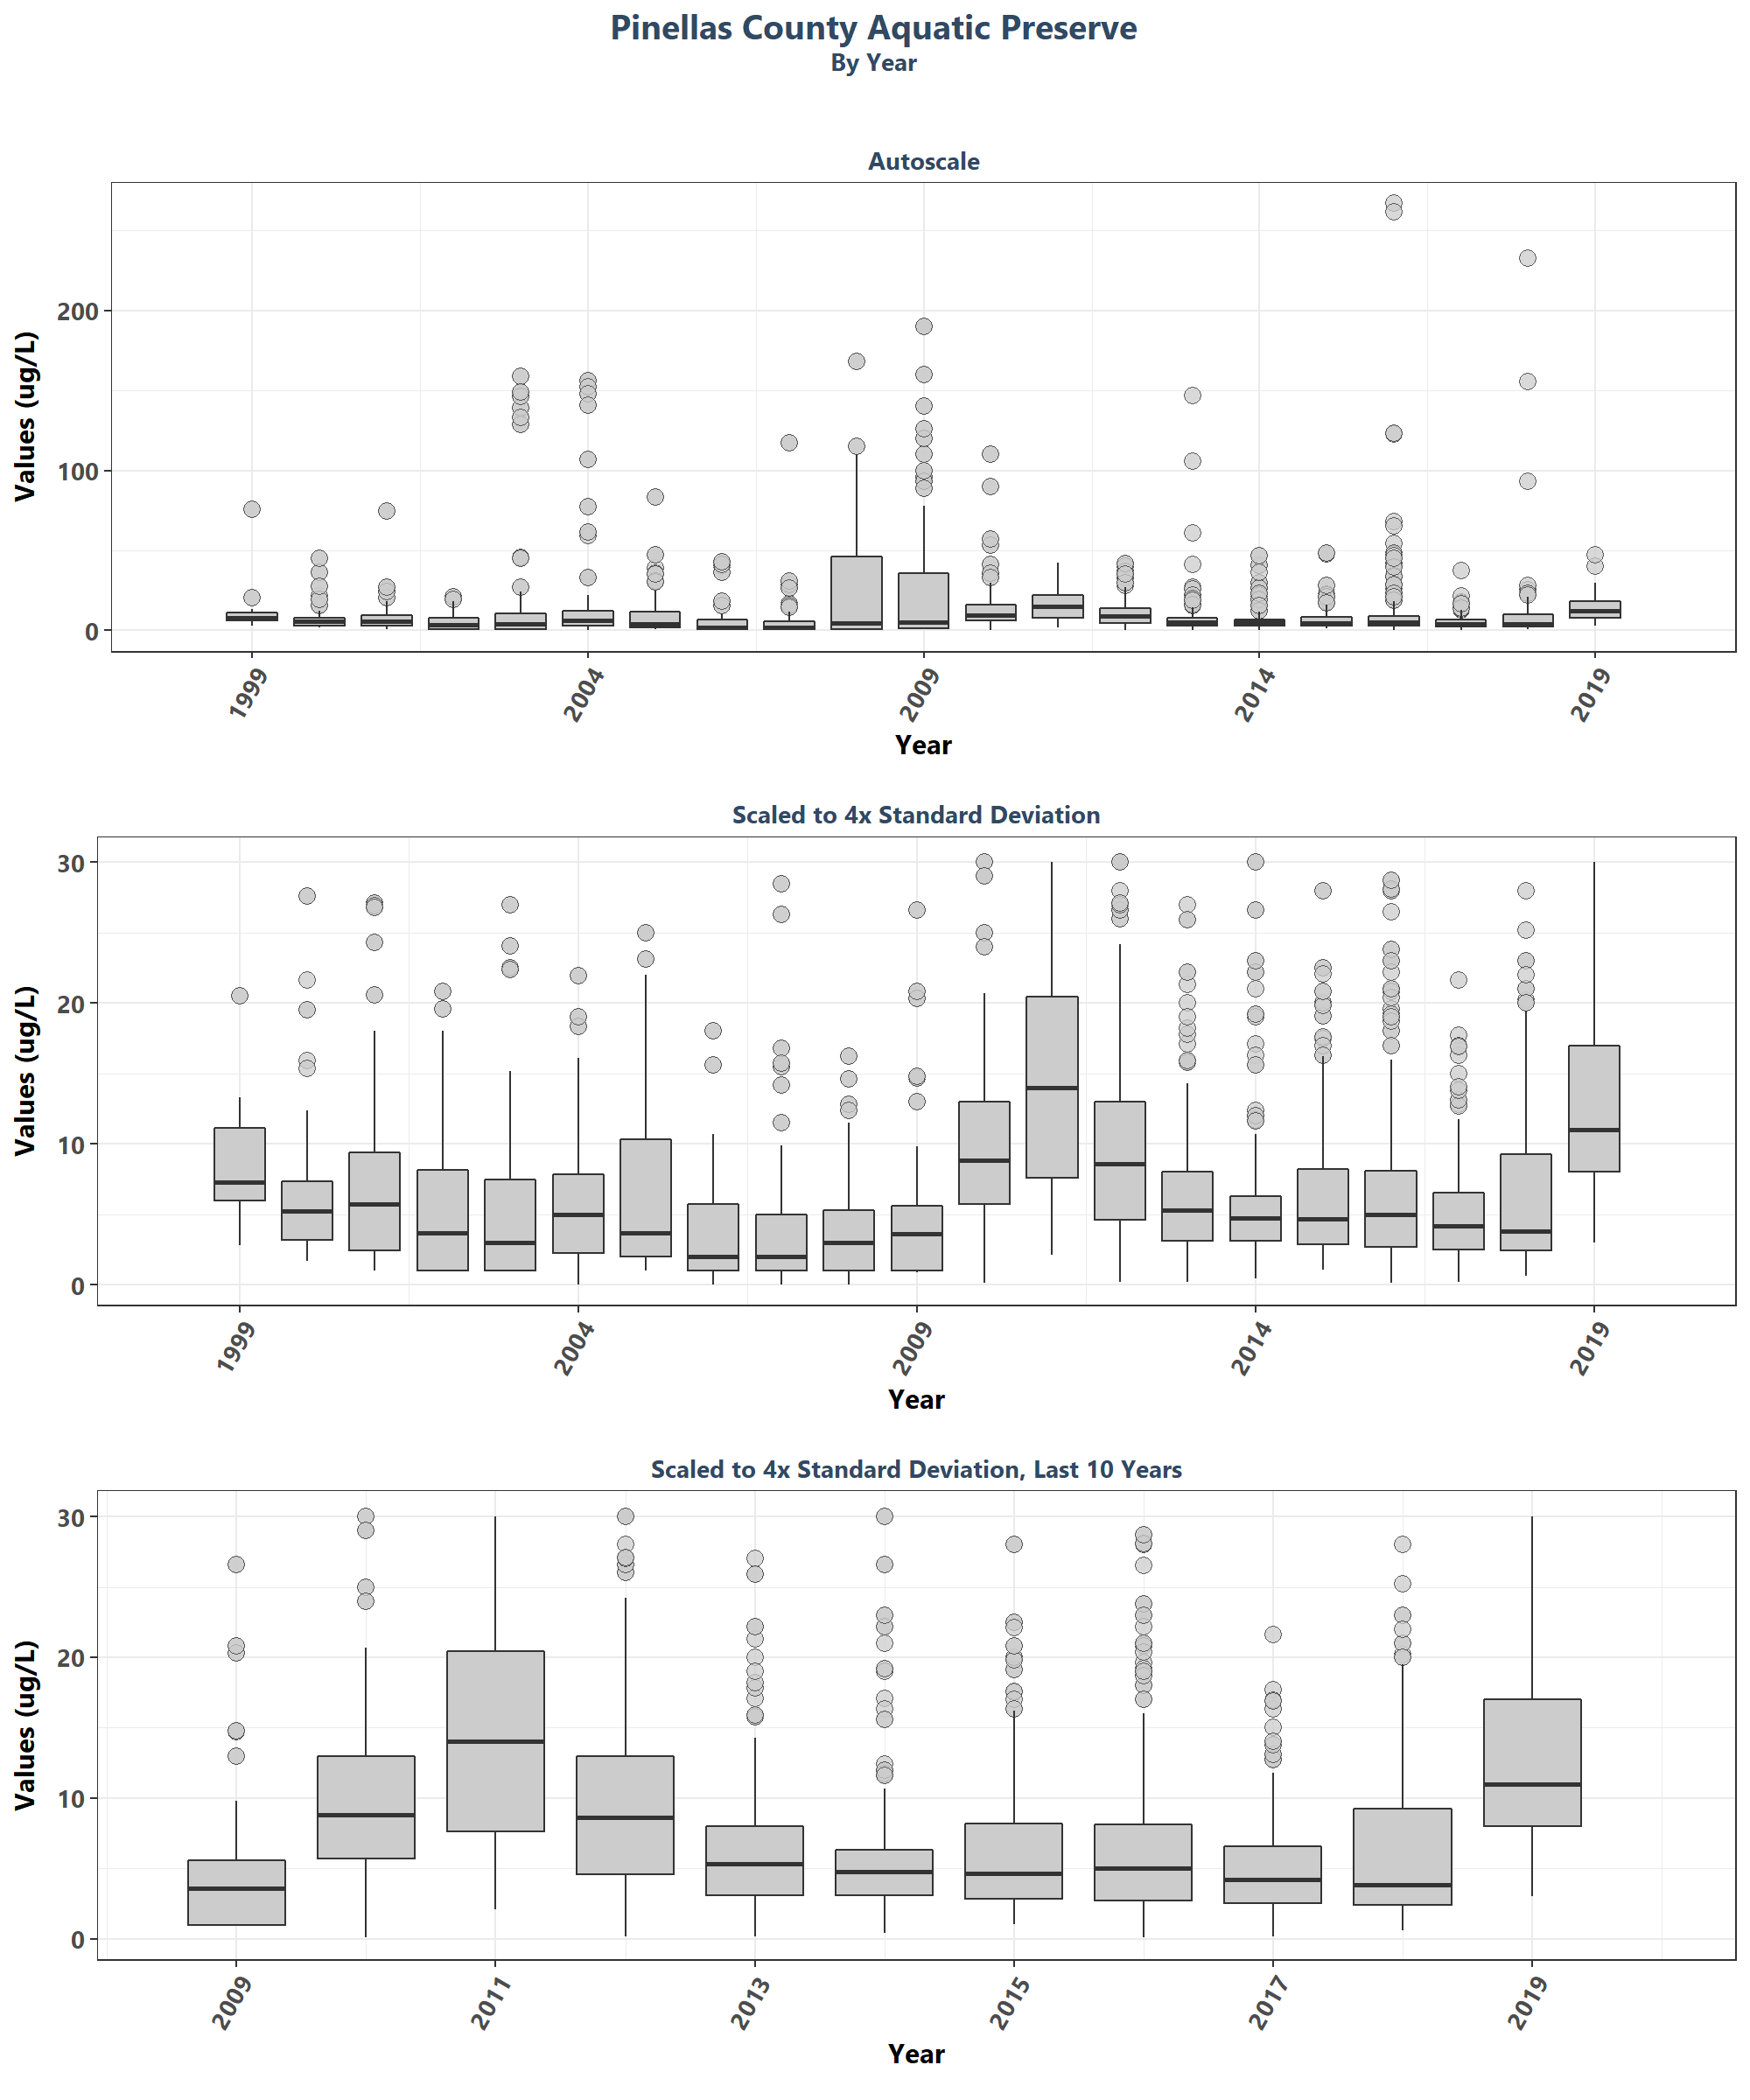 Pinellas County Aquatic Preserve
By Year
Autoscale
Values (ug/L)
200
100
0
1999
2004
2009
2014
2019
Year
Scaled to 4x Standard Deviation
Values (ug/L)
30
20
10
0
1999
2004
2009
2014
2019
Year
Scaled to 4x Standard Deviation, Last 10 Years
Values (ug/L)
30
20
10
0
2009
2011
2013
2015
2017
2019
Year